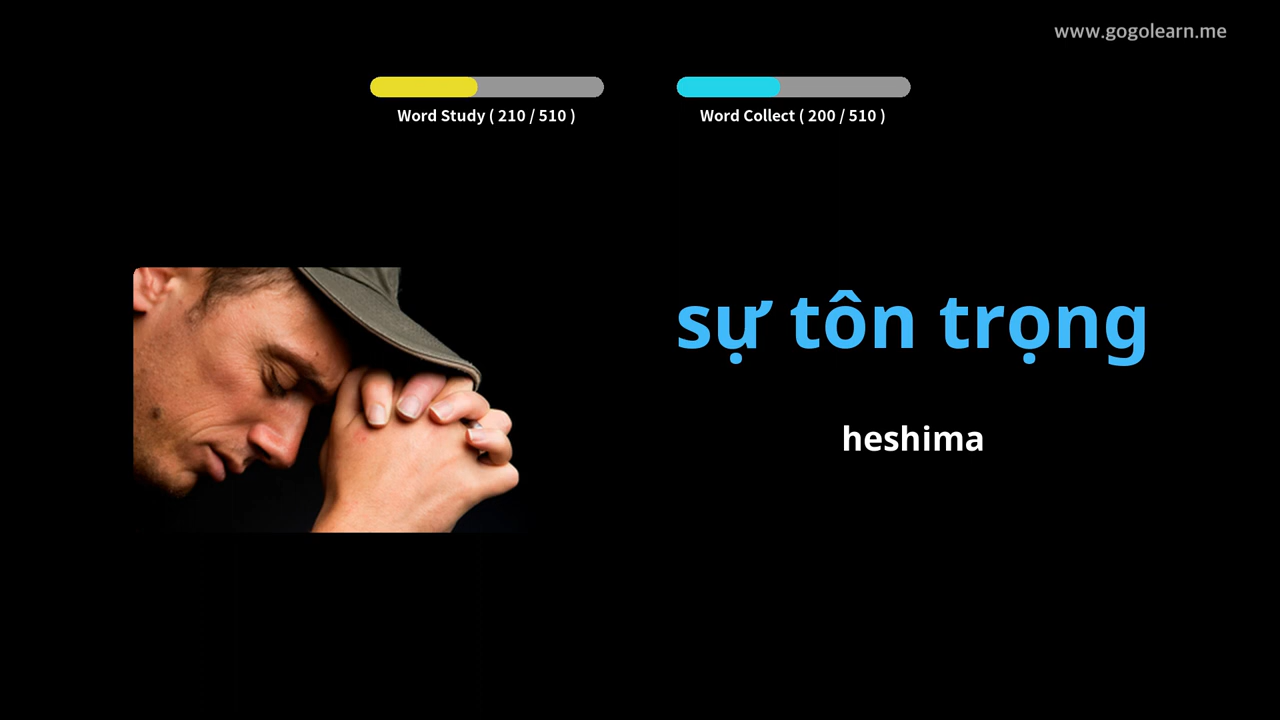 www.gogolearn.me
Word Study ( 210 / 510 )
Word Collect ( 200 / 510 )
sự tôn trọng
heshima